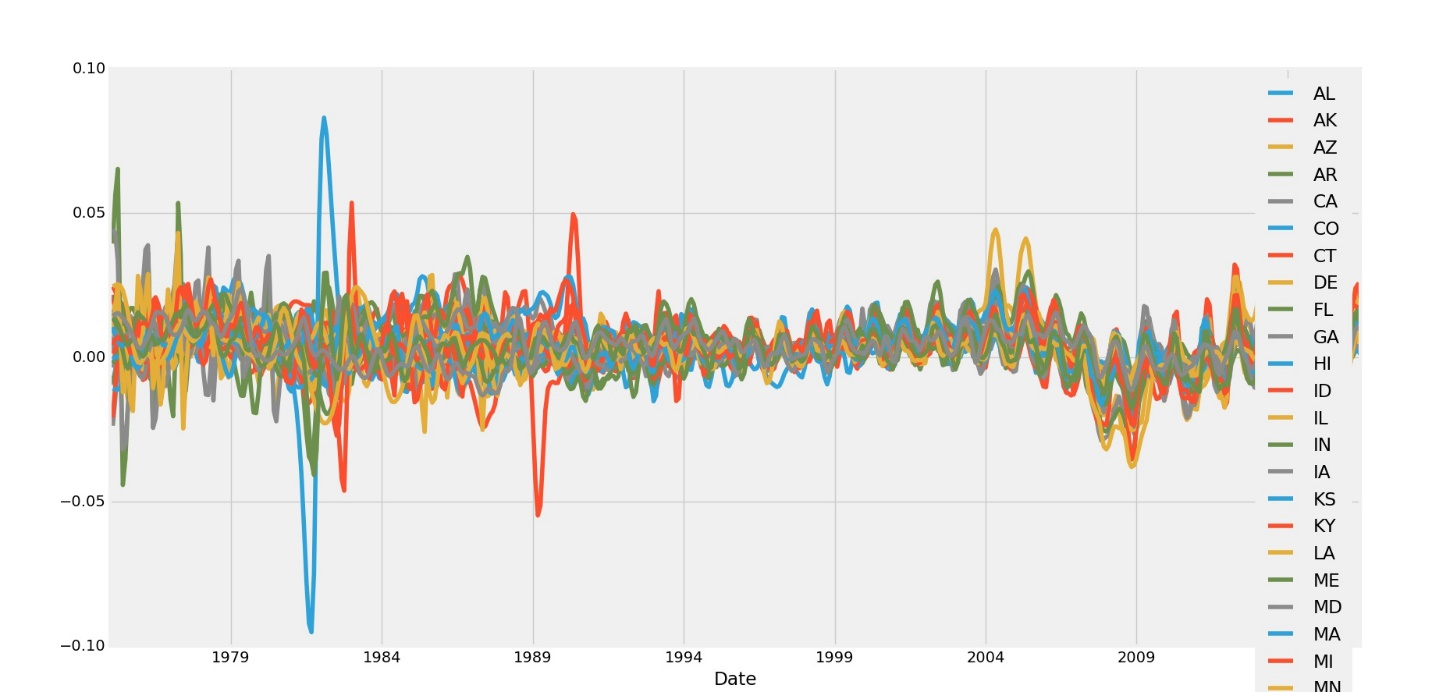 0.10
0.05
0.00
−0.05
−0.10
1979 1984 1989 1994 1999 2004 2009
Date
AL
AK
AZ
AR
CA
CO
CT
DE
FL
GA
HI
ID
IL
IN
IA
KS
KY
LA
ME
MD
MA
MI
MN